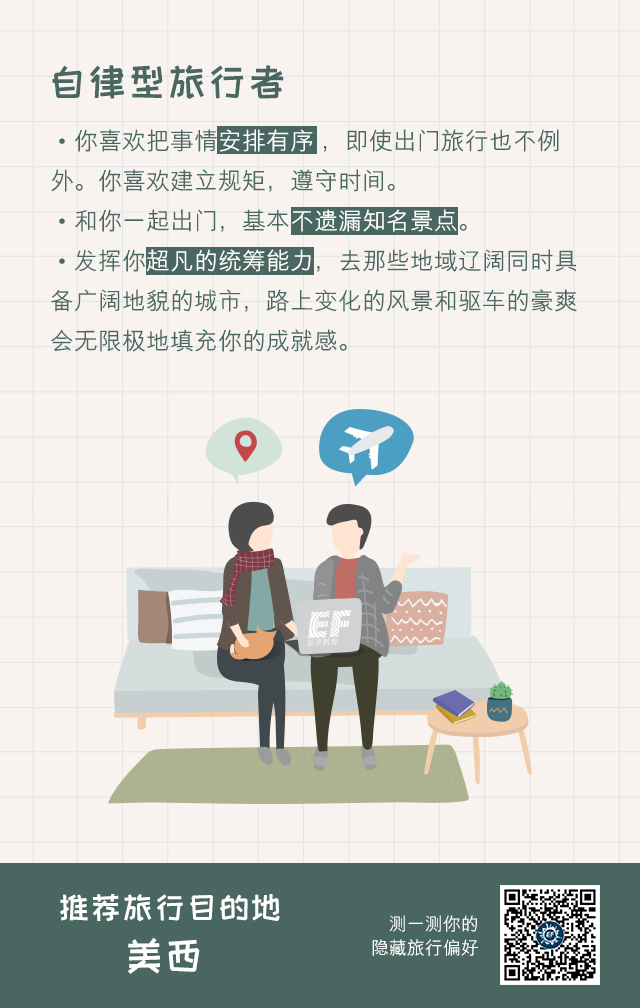 自律型旅行者
•你喜欢把事情安排有序，即使出门旅行也不例
外。你喜欢建立规矩，遵守时间。
•和你一起出门，基本不遗漏知名景点。
•发挥你超凡的统筹能力，去那些地域辽阔同时具
备广阔地貌的城市，路上变化的风景和驱车的豪爽
会无限极地填充你的成就感。
推荐旅行目的地
美西
测一测你的
隐藏旅行偏好